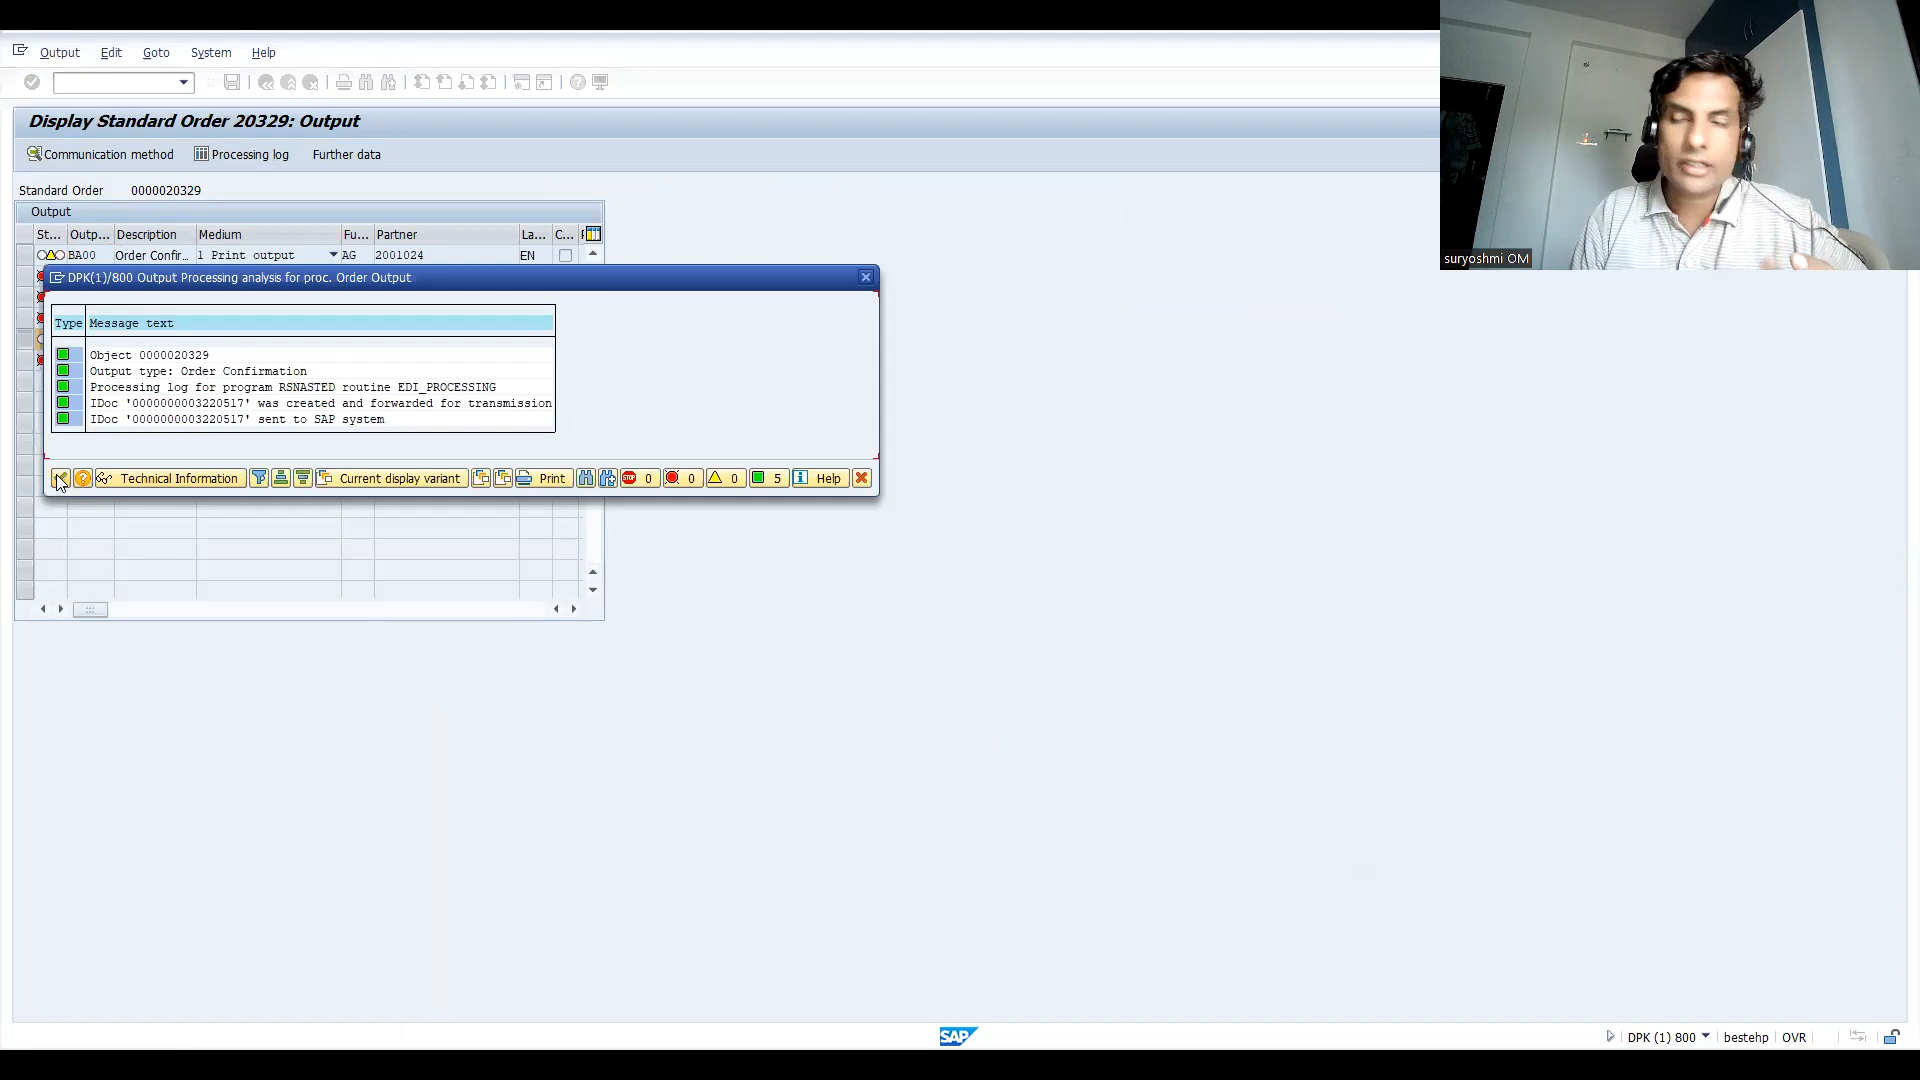 Output Edit Goto System Help
Display Standard Order 20329: Output
Communication method Processing log Further data
Standard Order 0000020329
Output
St... Outp... Description Medium Fu... Partner La... C...
BA00 Order Confir... 1 Print output AG 2001024 EN
DPK(1)/800 Output Processing analysis for proc. Order Output
Type Message text
Object 0000020329
Output type: Order Confirmation
Processing log for program RSNASTED routine EDI_PROCESSING
IDoc '0000000003220517' was created and forwarded for transmission
IDoc '0000000003220517' sent to SAP system
Technical Information Current display variant Print STOP 0 0 0 5 Help
suryoshmi OM
SAP
DPK (1) 800 bestehp OVR